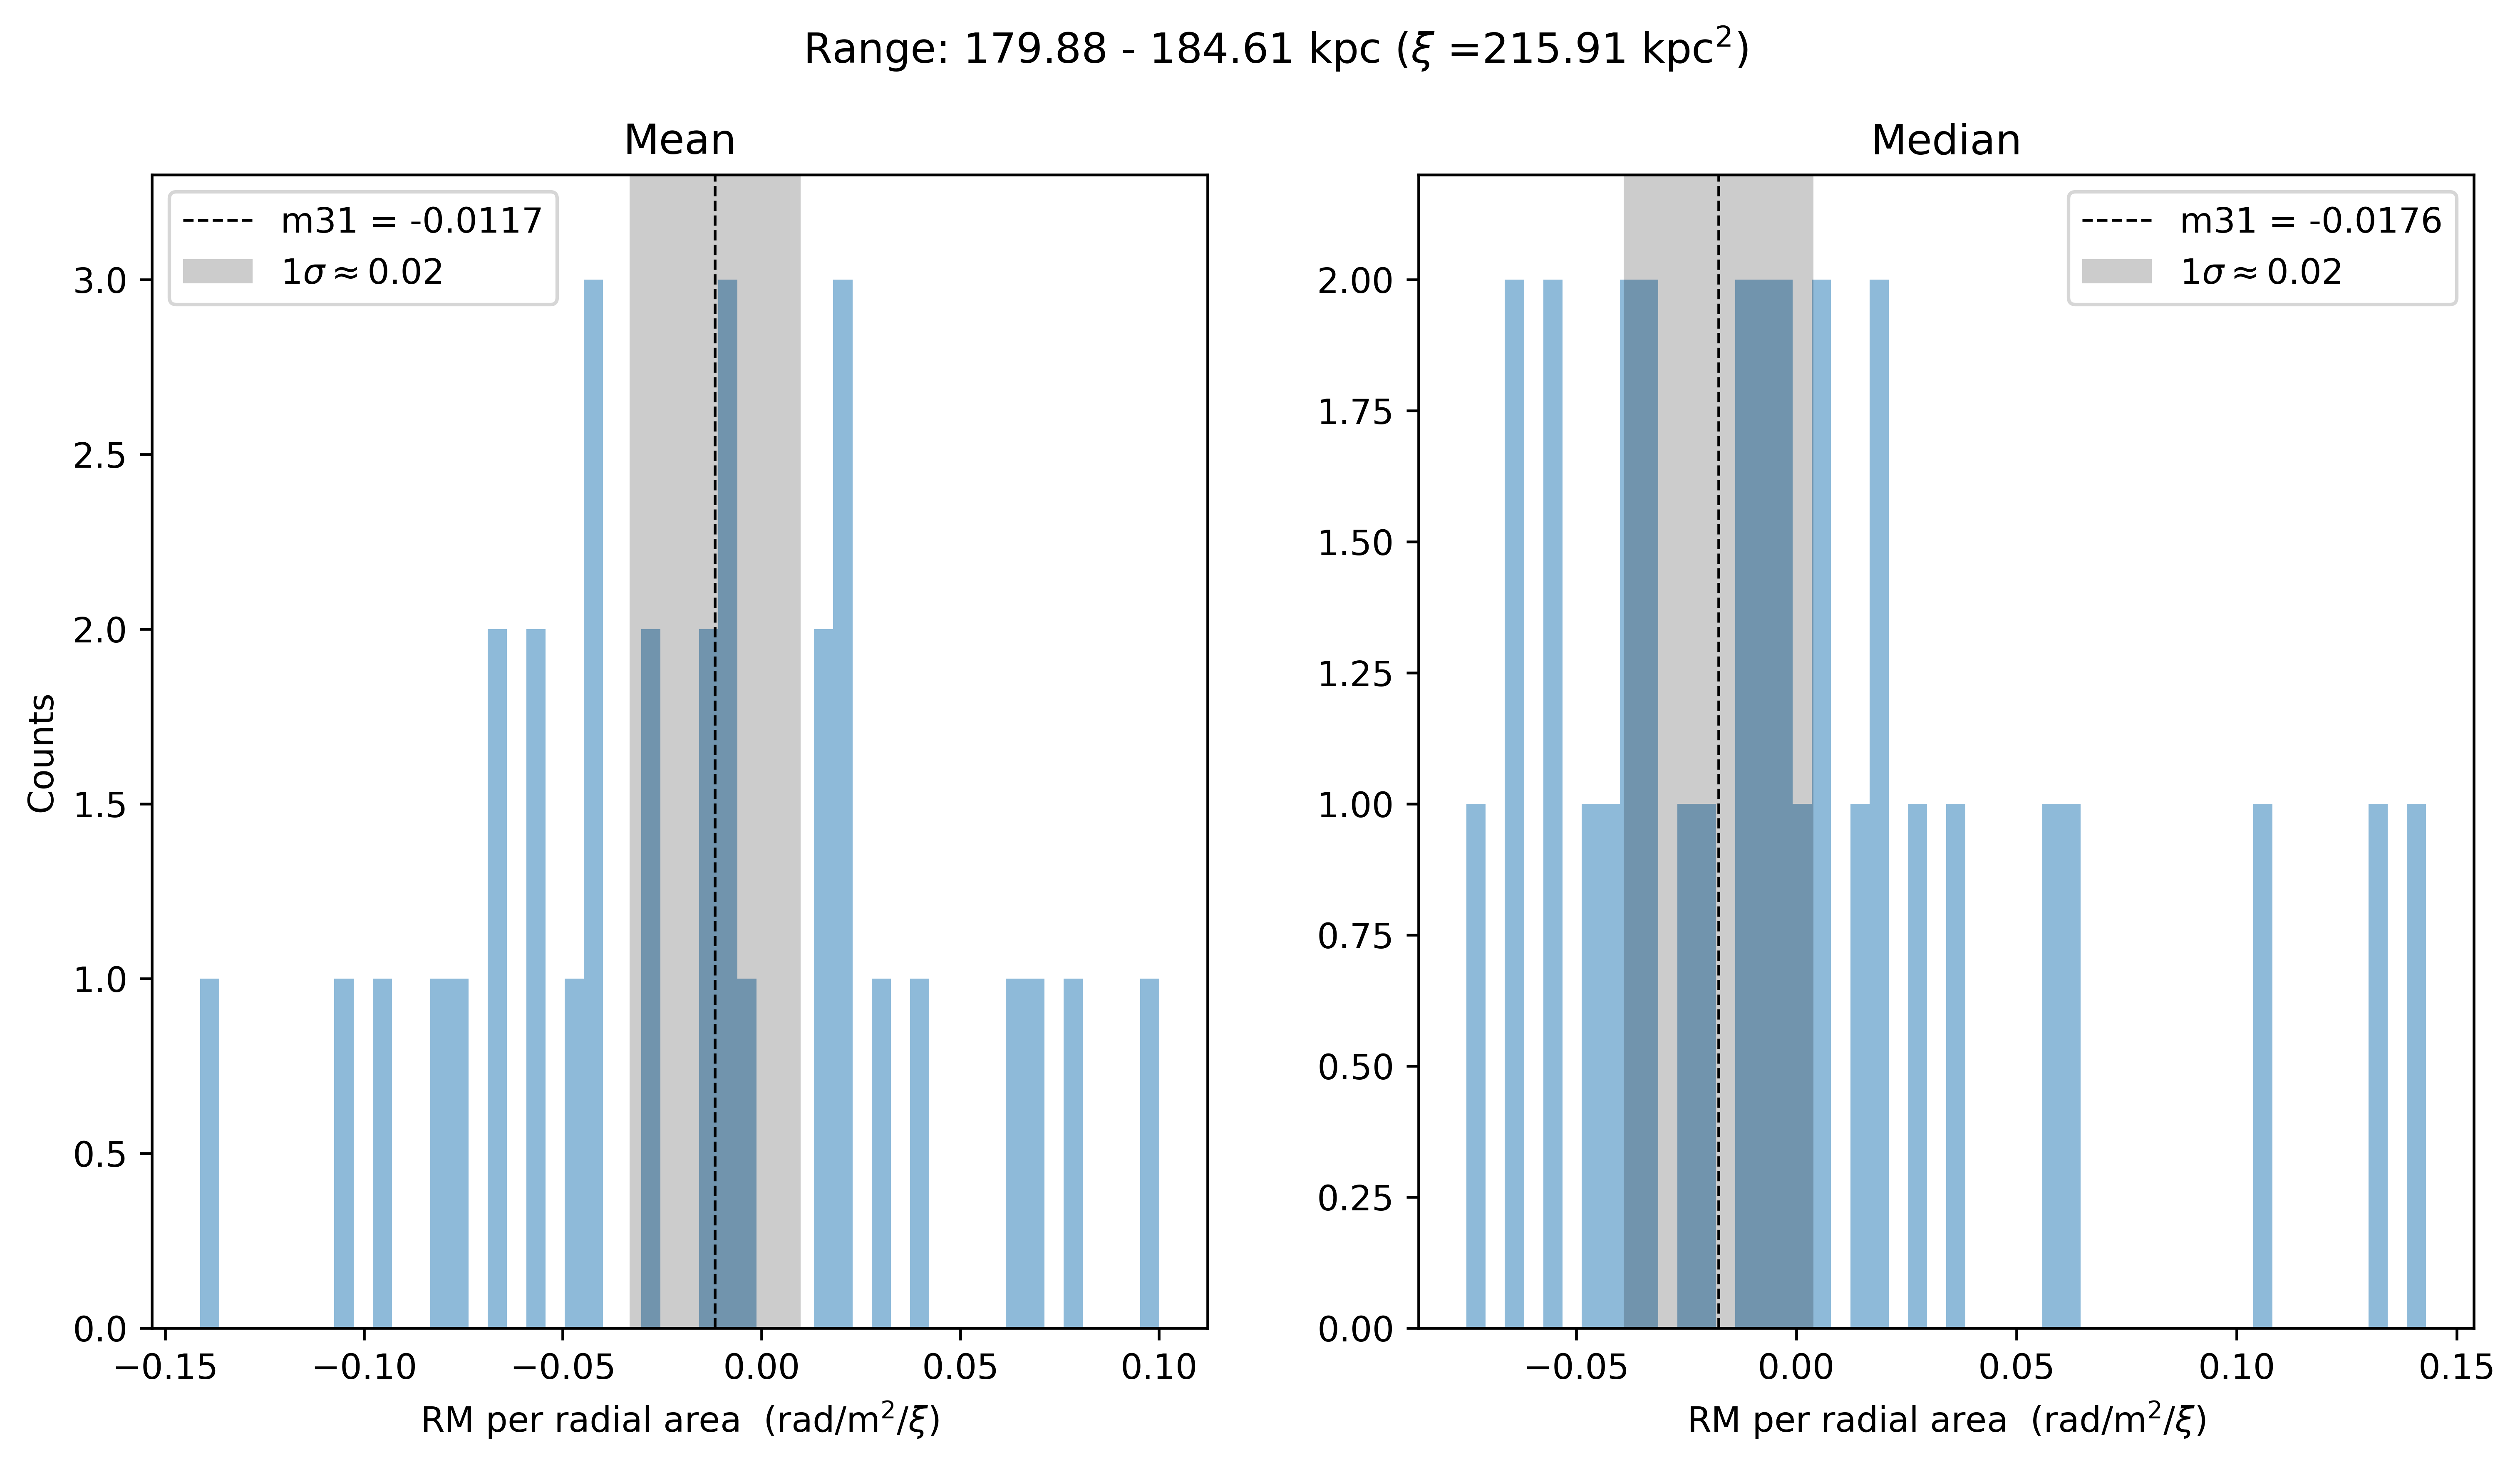 Range: 179.88 - 184.61 kpc (ξ =215.91 kpc²)
Mean
m31 = -0.0117
1σ ≈ 0.02
Counts
3.0
2.5
2.0
1.5
1.0
0.5
0.0
−0.15 −0.10 −0.05 0.00 0.05 0.10
RM per radial area (rad/m²/ξ)
Median
m31 = -0.0176
1σ ≈ 0.02
2.00
1.75
1.50
1.25
1.00
0.75
0.50
0.25
0.00
−0.05 0.00 0.05 0.10 0.15
RM per radial area (rad/m²/ξ)